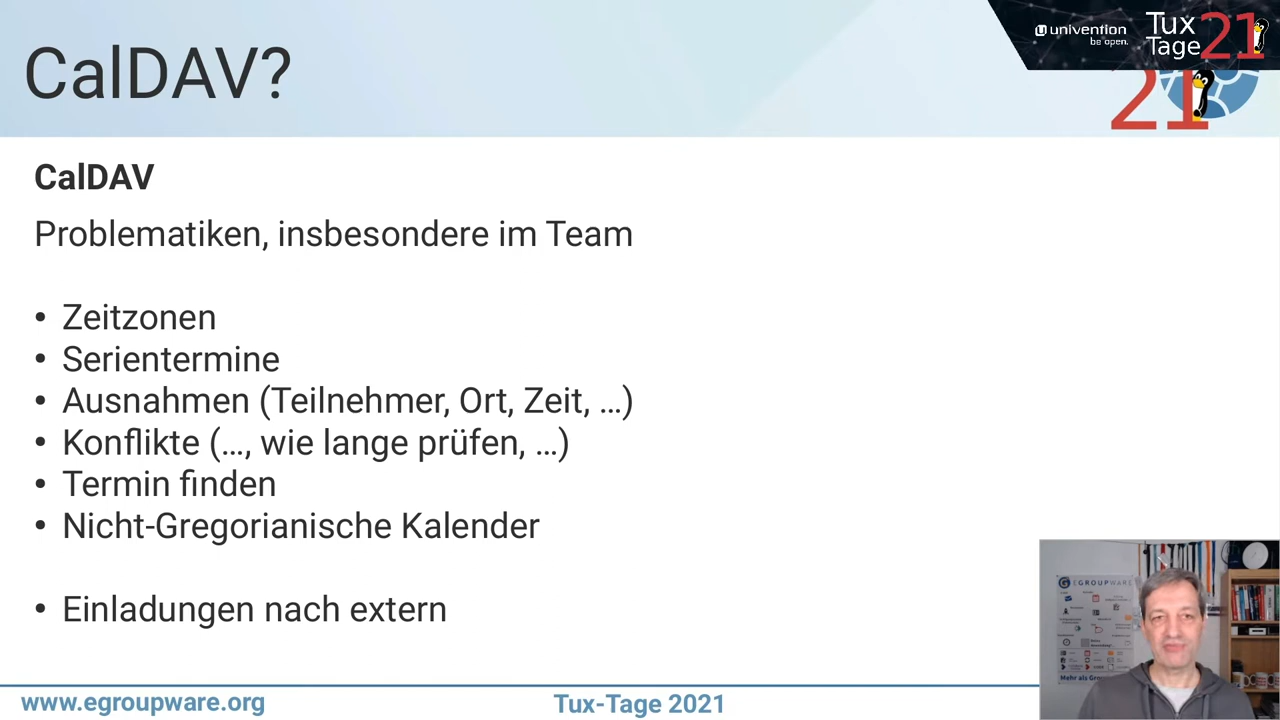 CalDAV?
univention
be open.
Tux
Tage
21
21
CalDAV
Problematiken, insbesondere im Team
• Zeitzonen
• Serientermine
• Ausnahmen (Teilnehmer, Ort, Zeit, …)
• Konflikte (…, wie lange prüfen, …)
• Termin finden
• Nicht-Gregorianische Kalender
• Einladungen nach extern
EGROUPWARE
www.egroupware.org
Tux-Tage 2021